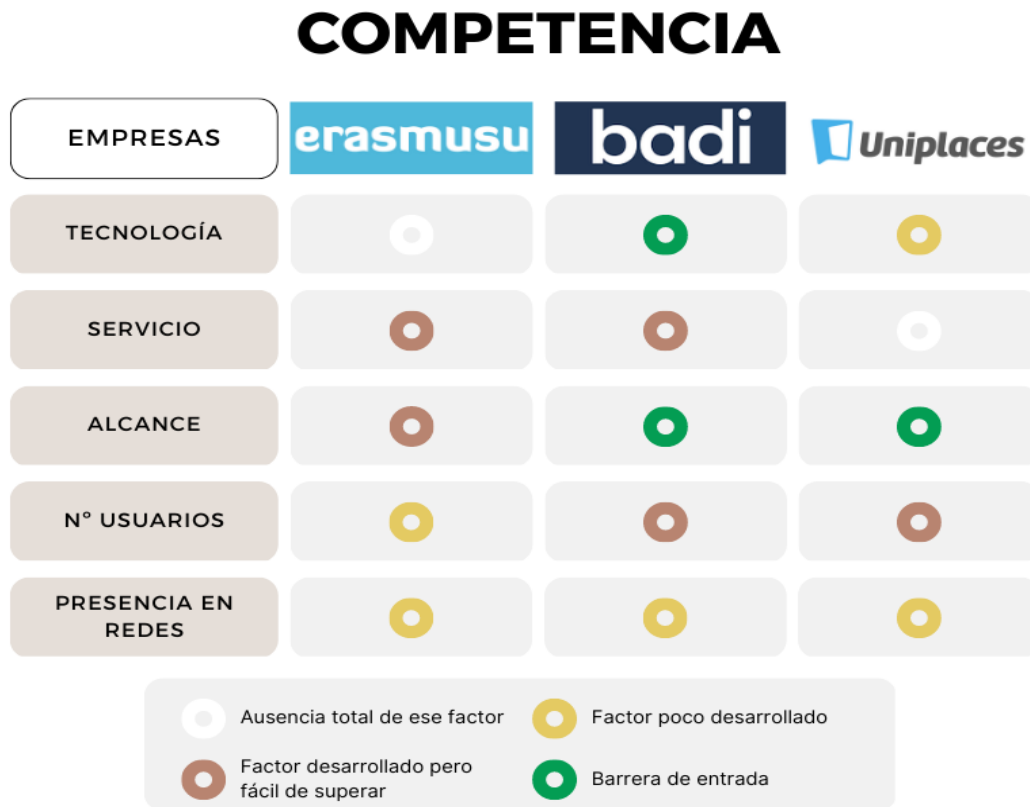 COMPETENCIA
EMPRESAS
erasmusu
badi
Uniplaces
TECNOLOGÍA
SERVICIO
ALCANCE
Nº USUARIOS
PRESENCIA EN
REDES
Ausencia total de ese factor
Factor poco desarrollado
Factor desarrollado pero
fácil de superar
Barrera de entrada